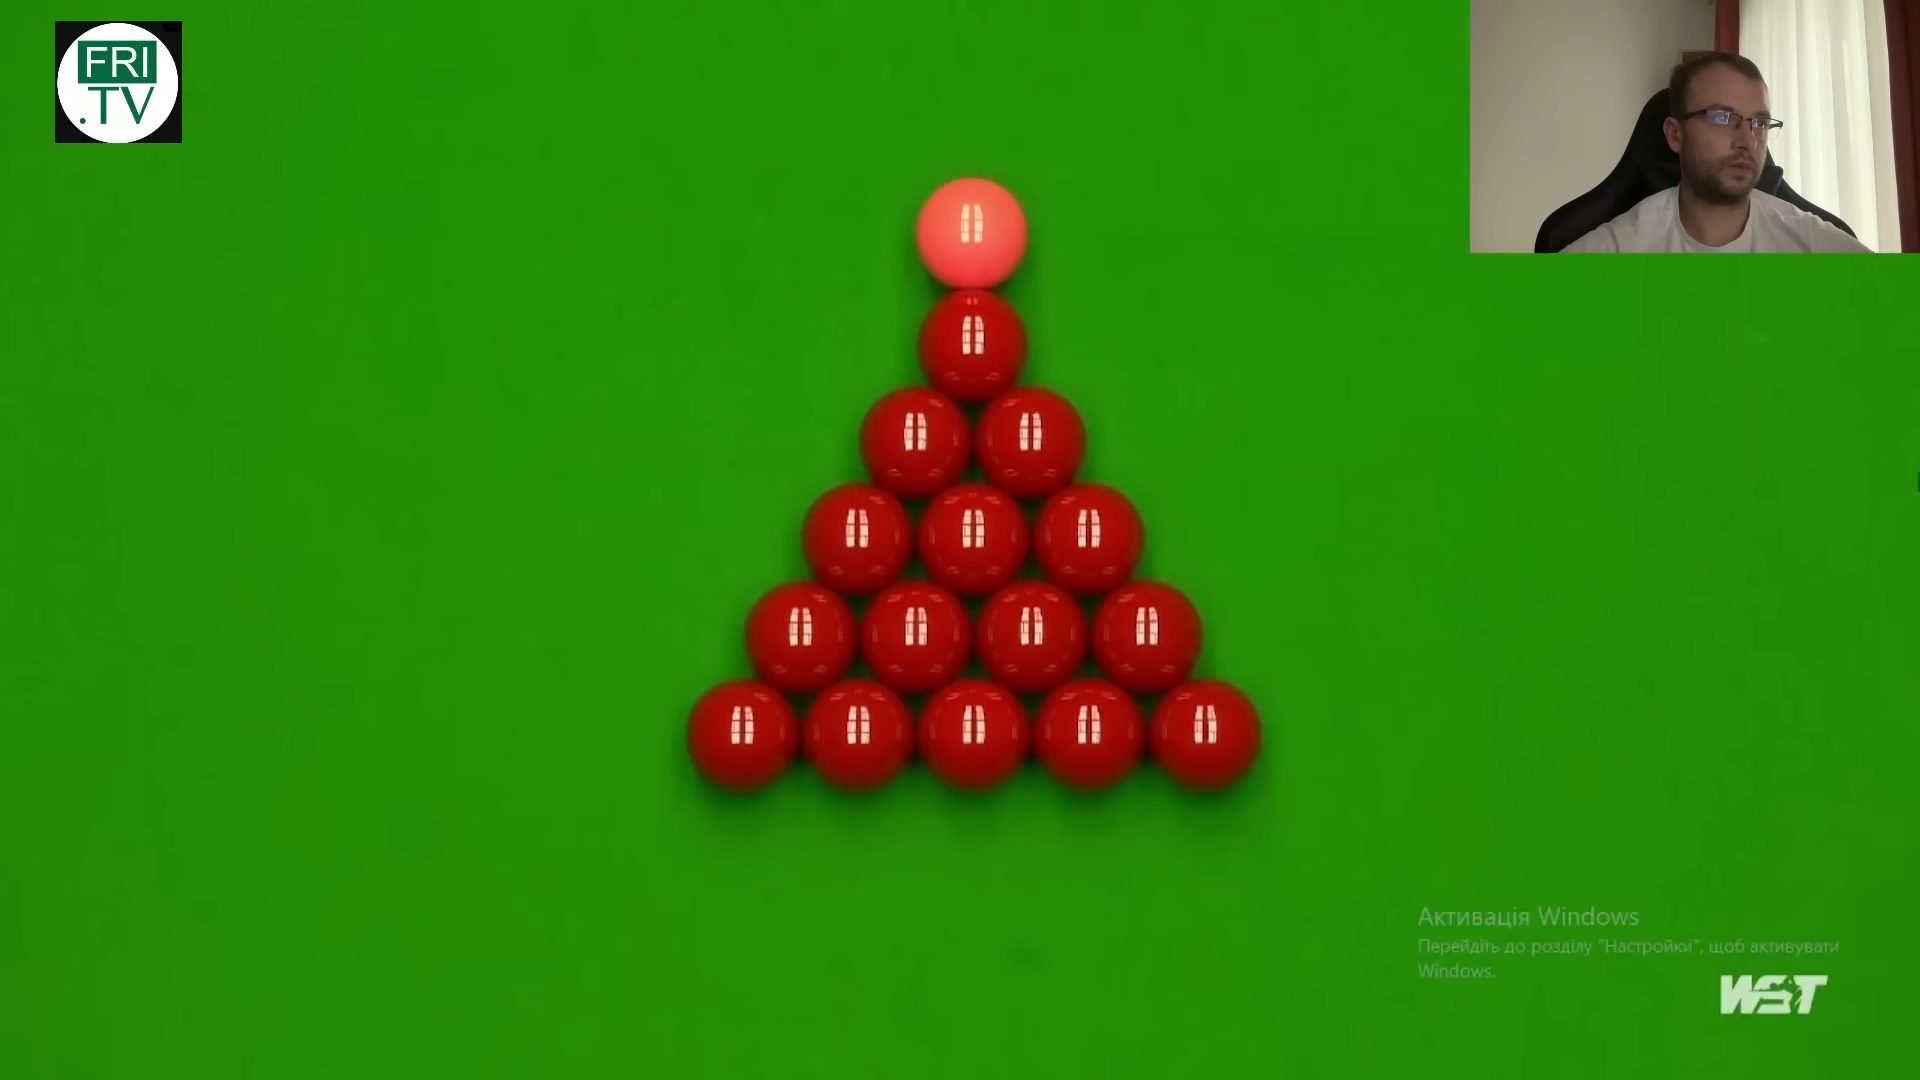 FRI
.TV
Активація Windows
Перейдіть до розділу "Настройки", щоб активувати
Windows.
WST